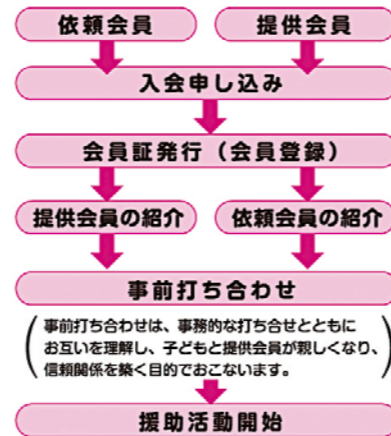 依頼会員
提供会員
入会申し込み
会員証発行（会員登録）
提供会員の紹介
依頼会員の紹介
事前打ち合わせ
事前打ち合わせは、事務的な打ち合せとともに
お互いを理解し、子どもと提供会員が親しくなり、
信頼関係を築く目的でおこないます。
援助活動開始